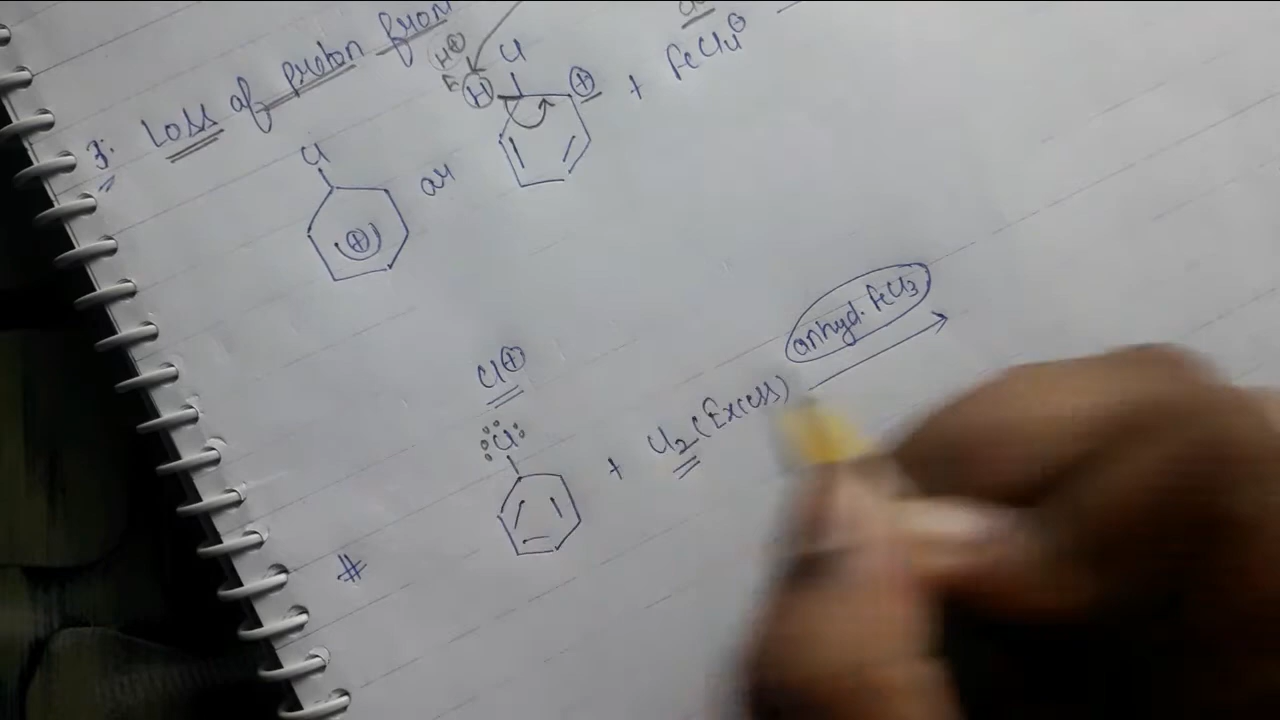 3. Loss of proton from
H⊕
H
Cl
⊕
+ FeCl4⊖
Cl
⊕
or
Cl⊕
Cl
+ Cl2 (Excess)
anhyd. FeCl3
#